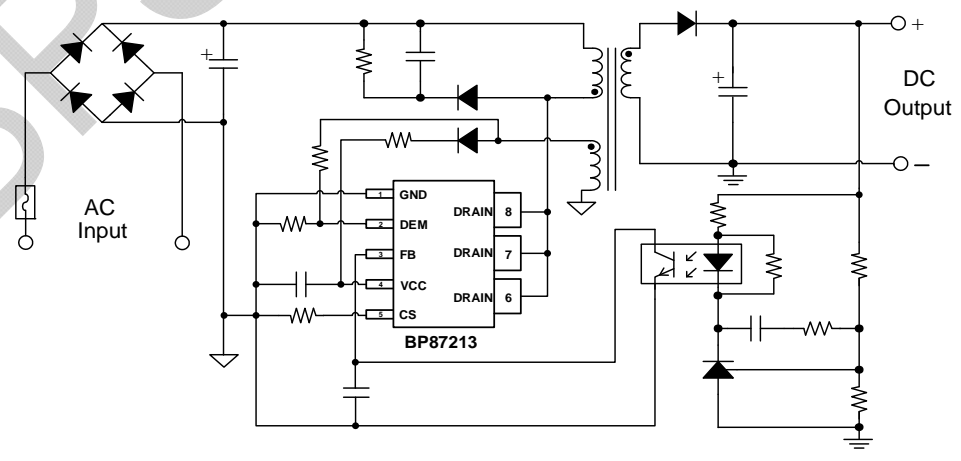 +
+
+
+
DC
Output
−
AC
Input
1 GND
2 DEM
3 FB
4 VCC
5 CS
DRAIN 8
DRAIN 7
DRAIN 6
BP87213